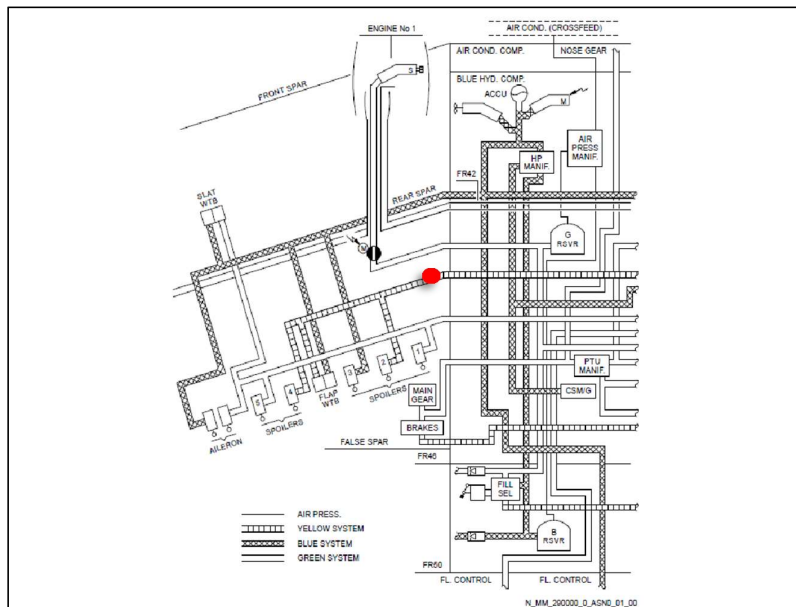 ENGINE No 1
AIR COND. (CROSSFEED)
AIR COND. COMP.
NOSE GEAR
FRONT SPAR
S
BLUE HYD. COMP.
ACCU
M
AIR
PRESS
MANIF.
HP
MANIF.
FR42
SLAT
WTB
REAR SPAR
M
G
RSVR
PTU
MANIF.
1
2
3
4
5
MAIN
GEAR
CSM/G
FLAP
WTB
SPOILERS
SPOILERS
AILERON
BRAKES
FALSE SPAR
FR46
FILL
SEL
B
RSVR
AIR PRESS.
YELLOW SYSTEM
BLUE SYSTEM
GREEN SYSTEM
FR60
FL. CONTROL
FL. CONTROL
N_MM_290000_0_ASN0_01_00